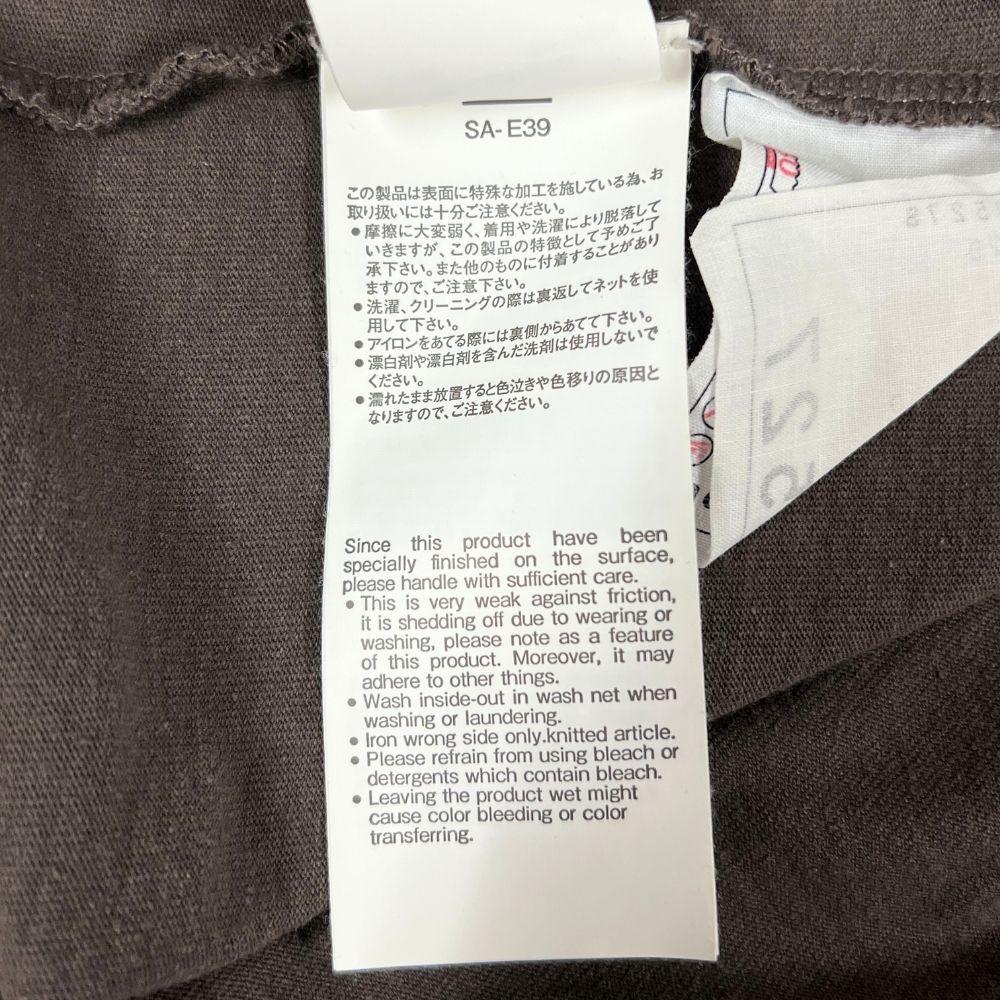 SA-E39
この製品は表面に特殊な加工を施している為、お
取り扱いには十分ご注意ください。
● 摩擦に大変弱く、着用や洗濯により脱落して
いきますが、この製品の特徴として予めご了
承下さい。また他のものに付着することがあり
ますので、ご注意下さい。
● 洗濯、クリーニングの際は裏返してネットを使
用して下さい。
● アイロンをあてる際には裏側からあてて下さい。
● 漂白剤や漂白剤を含んだ洗剤は使用しないで
ください。
● 濡れたまま放置すると色泣きや色移りの原因と
なりますので、ご注意ください。
Since this product have been
specially finished on the surface,
please handle with sufficient care.
● This is very weak against friction,
it is shedding off due to wearing or
washing, please note as a feature
of this product. Moreover, it may
adhere to other things.
● Wash inside-out in wash net when
washing or laundering.
● Iron wrong side only.knitted article.
● Please refrain from using bleach or
detergents which contain bleach.
● Leaving the product wet might
cause color bleeding or color
transferring.